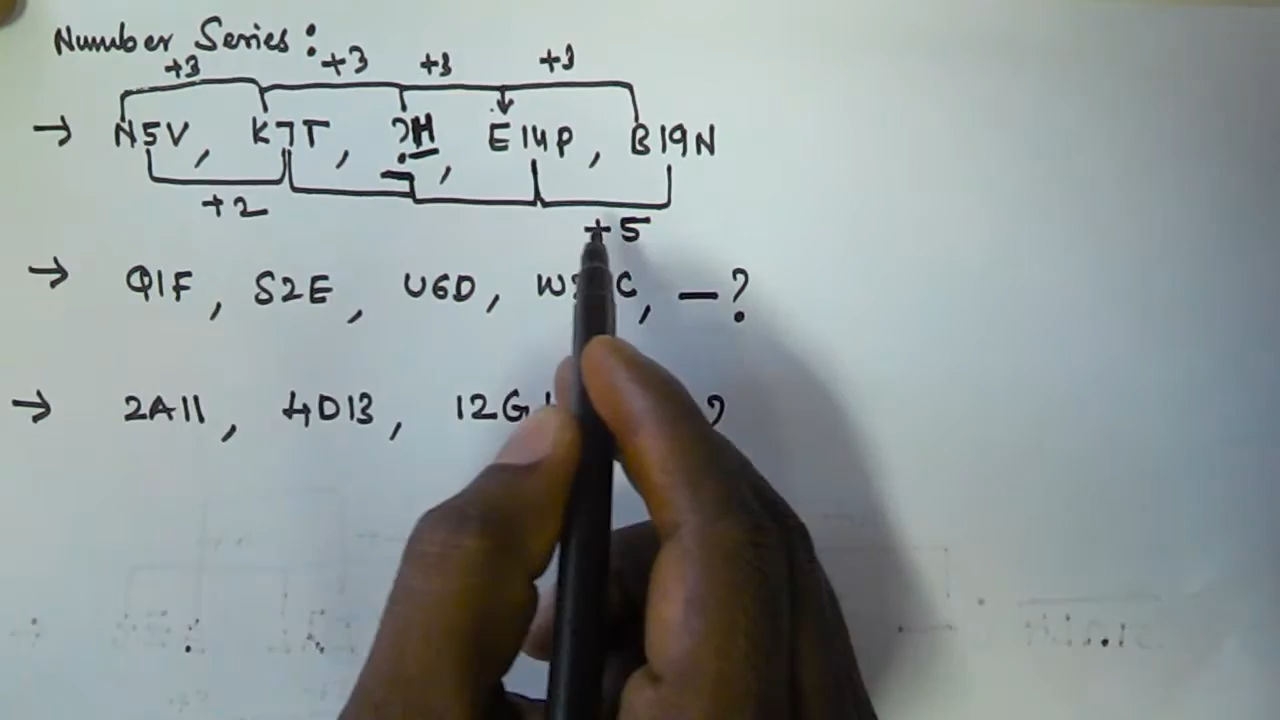 Number Series :
+3 +3 +3 +3
→ N5V, K7T, ?H, E14P, B19N
+2
+5
→ Q1F, S2E, U6D, W C, —?
→ 2A11, 4D13, 12G ?